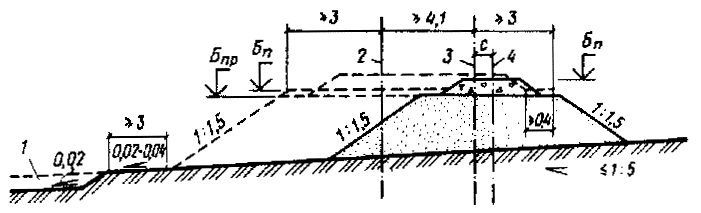 ≥3 ≥4,1 ≥3
Бпр Бп 2 3 с 4 Бп
1:1,5 1:1,5 1:1,5
≥3 ≥0,4
1 0,02 0,02-0,04
≤1:5